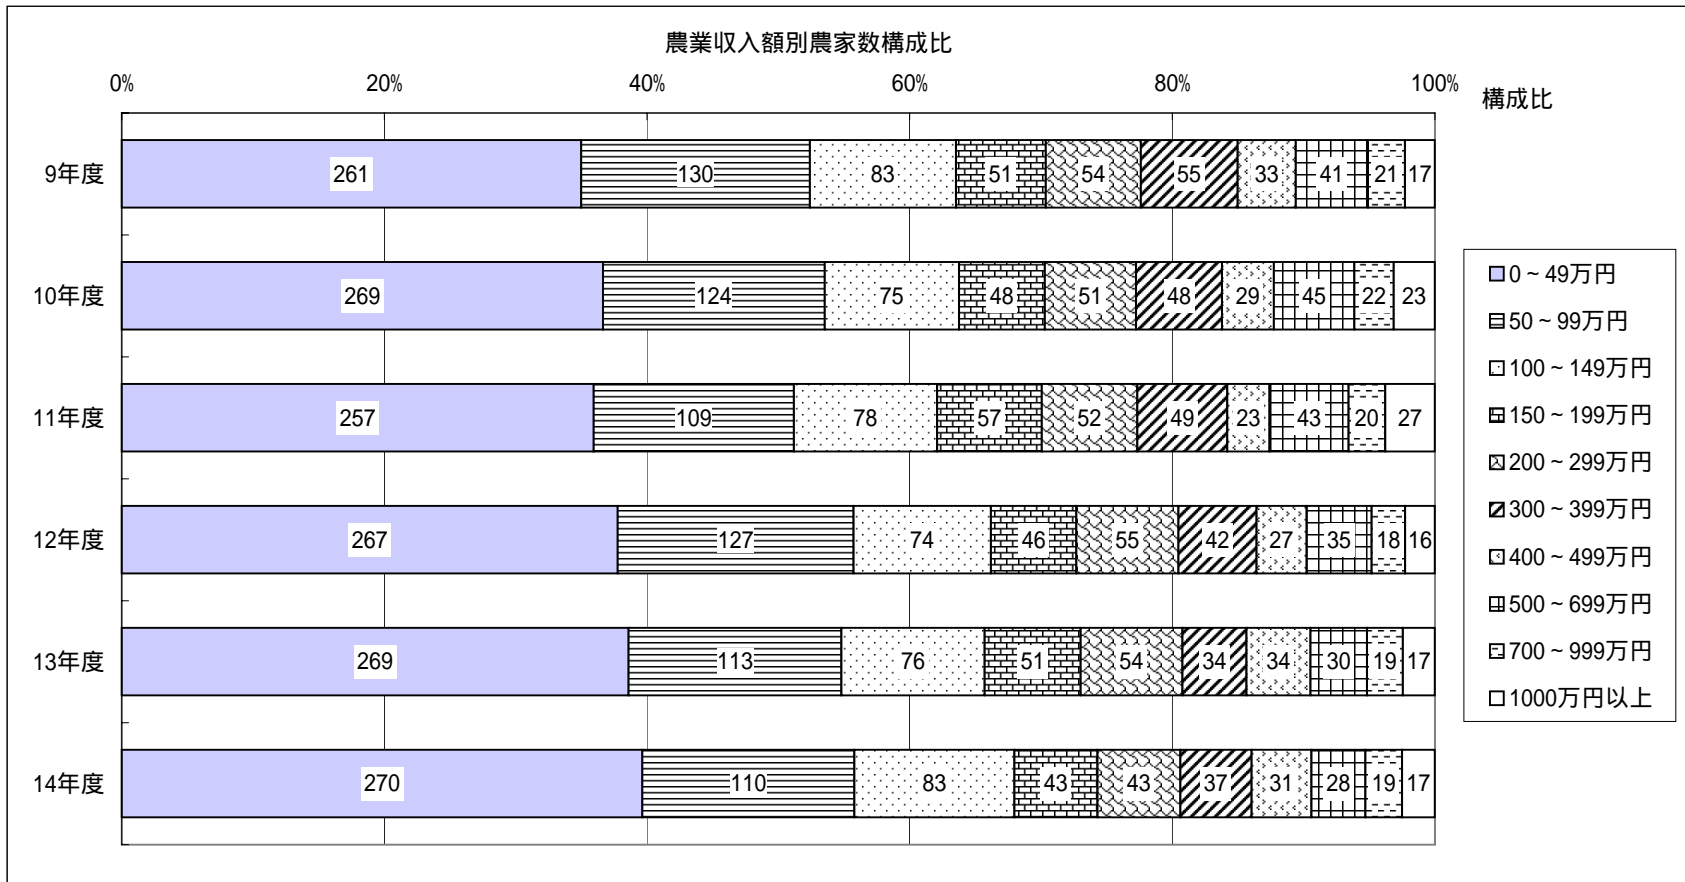 農業収入額別農家数構成比
0% 20% 40% 60% 80% 100%
構成比
9年度 261 130 83 51 54 55 33 41 21 17
10年度 269 124 75 48 51 48 29 45 22 23
11年度 257 109 78 57 52 49 23 43 20 27
12年度 267 127 74 46 55 42 27 35 18 16
13年度 269 113 76 51 54 34 34 30 19 17
14年度 270 110 83 43 43 37 31 28 19 17
0～49万円
50～99万円
100～149万円
150～199万円
200～299万円
300～399万円
400～499万円
500～699万円
700～999万円
1000万円以上